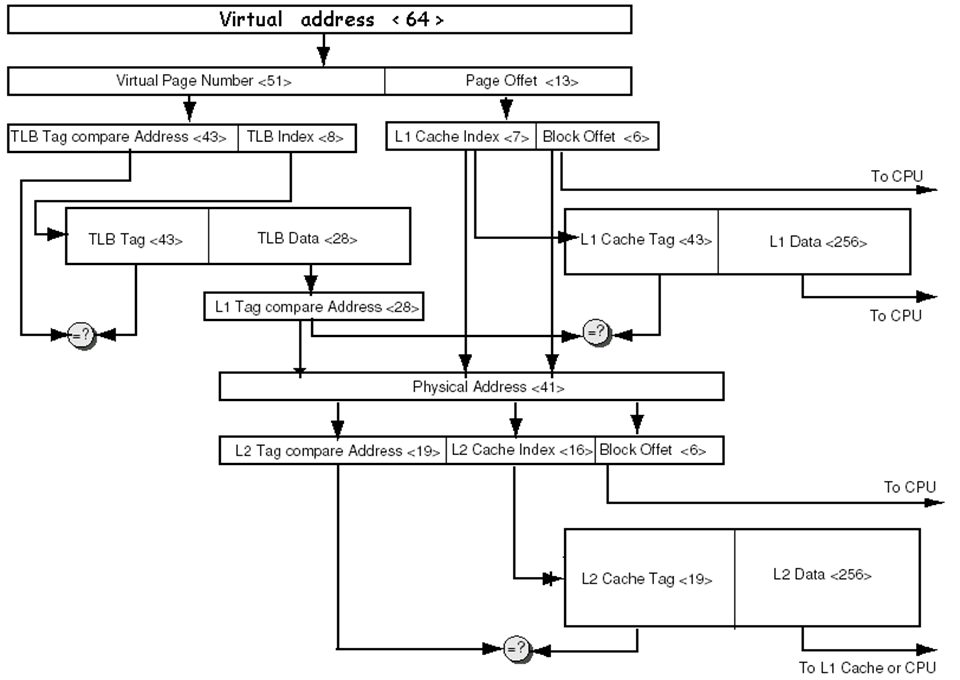 Virtual address < 64 >
Virtual Page Number <51> Page Offet <13>
TLB Tag compare Address <43> TLB Index <8> L1 Cache Index <7> Block Offet <6>
To CPU
TLB Tag <43> TLB Data <28> L1 Cache Tag <43> L1 Data <256>
L1 Tag compare Address <28>
To CPU
=? =?
Physical Address <41>
L2 Tag compare Address <19> L2 Cache Index <16> Block Offet <6>
To CPU
L2 Cache Tag <19> L2 Data <256>
=?
To L1 Cache or CPU